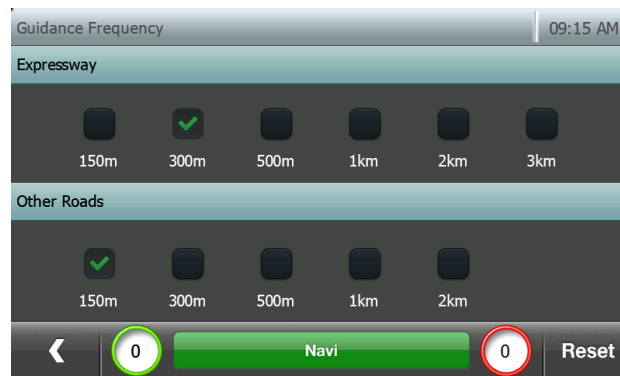 Guidance Frequency 09:15 AM
Expressway
150m 300m 500m 1km 2km 3km
Other Roads
150m 300m 500m 1km 2km
0 Navi 0 Reset